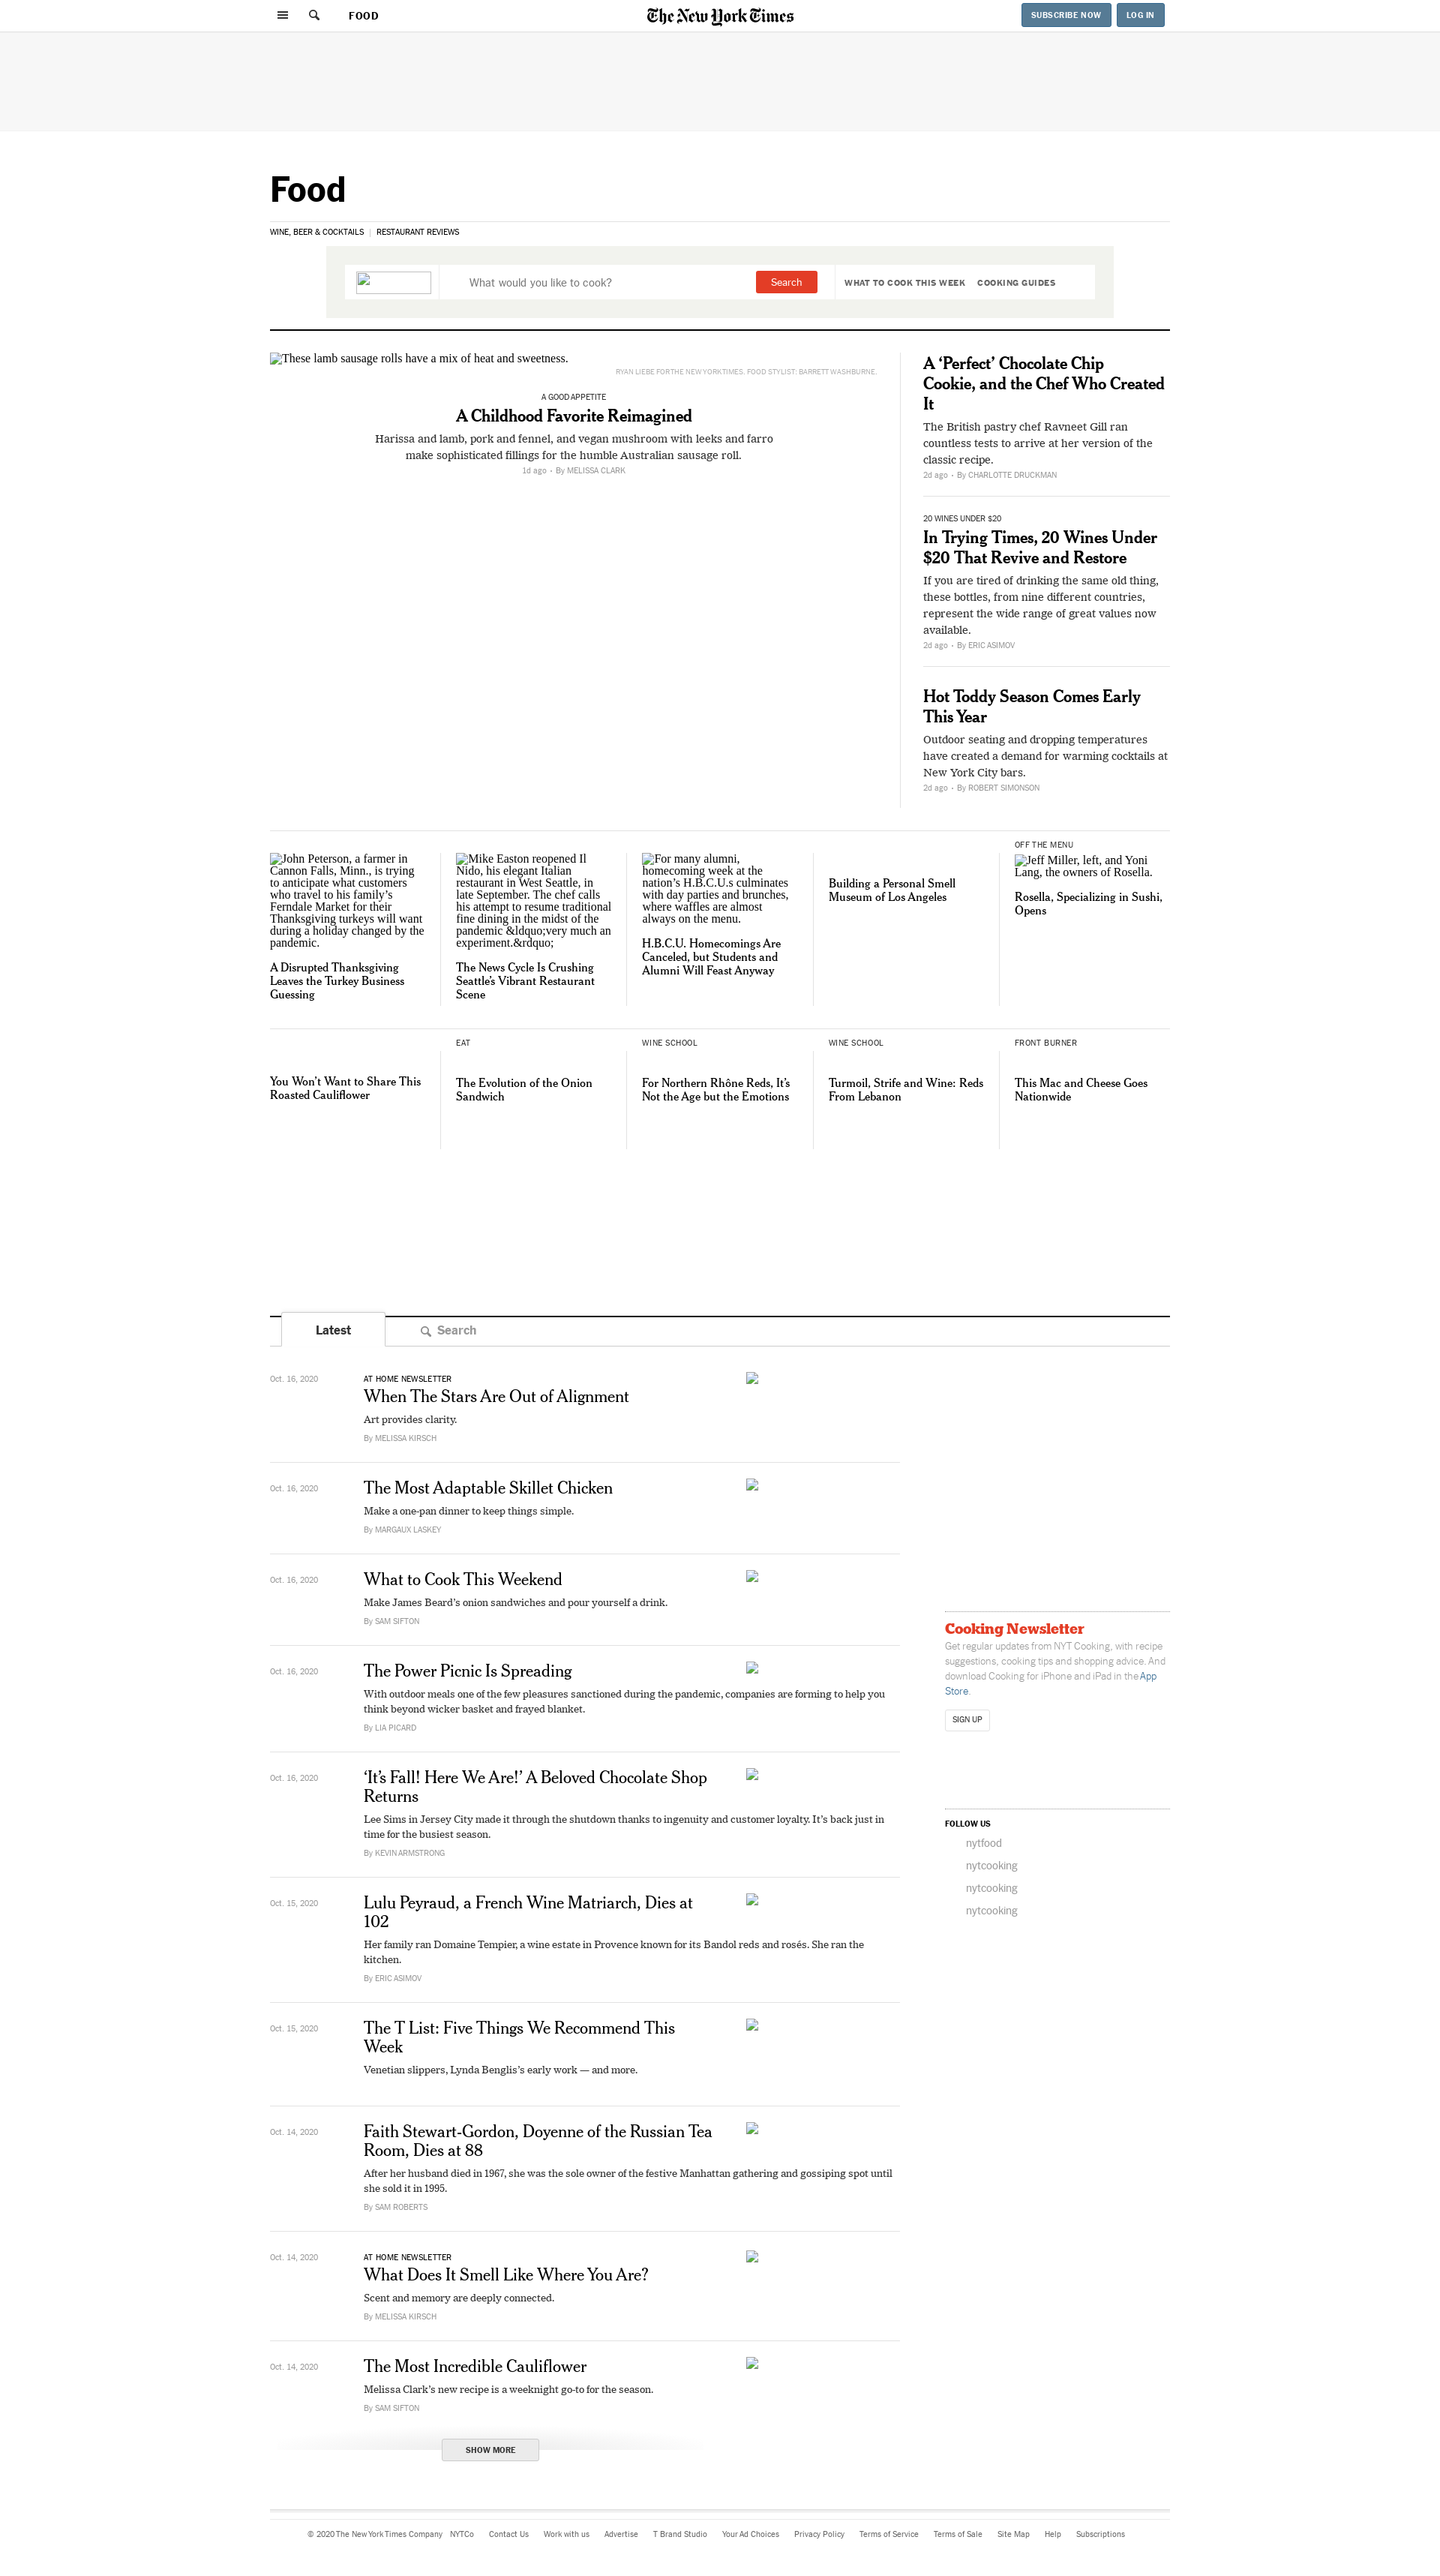 FOOD
The New York Times
SUBSCRIBE NOW
LOG IN
Food
WINE, BEER & COCKTAILS | RESTAURANT REVIEWS
What would you like to cook?
Search
WHAT TO COOK THIS WEEK
COOKING GUIDES
These lamb sausage rolls have a mix of heat and sweetness.
RYAN LIEBE FOR THE NEW YORK TIMES. FOOD STYLIST: BARRETT WASHBURNE.
A GOOD APPETITE
A Childhood Favorite Reimagined
Harissa and lamb, pork and fennel, and vegan mushroom with leeks and farro
make sophisticated fillings for the humble Australian sausage roll.
1d ago • By MELISSA CLARK
A ‘Perfect’ Chocolate Chip
Cookie, and the Chef Who Created
It
The British pastry chef Ravneet Gill ran
countless tests to arrive at her version of the
classic recipe.
2d ago • By CHARLOTTE DRUCKMAN
20 WINES UNDER $20
In Trying Times, 20 Wines Under
$20 That Revive and Restore
If you are tired of drinking the same old thing,
these bottles, from nine different countries,
represent the wide range of great values now
available.
2d ago • By ERIC ASIMOV
Hot Toddy Season Comes Early
This Year
Outdoor seating and dropping temperatures
have created a demand for warming cocktails at
New York City bars.
2d ago • By ROBERT SIMONSON
John Peterson, a farmer in
Cannon Falls, Minn., is trying
to anticipate what customers
who travel to his family’s
Ferndale Market for their
Thanksgiving turkeys will want
during a holiday changed by the
pandemic.
A Disrupted Thanksgiving
Leaves the Turkey Business
Guessing
Mike Easton reopened Il
Nido, his elegant Italian
restaurant in West Seattle, in
late September. The chef calls
his attempt to resume traditional
fine dining in the midst of the
pandemic &ldquo;very much an
experiment.&rdquo;
The News Cycle Is Crushing
Seattle’s Vibrant Restaurant
Scene
For many alumni,
homecoming week at the
nation’s H.B.C.U.s culminates
with day parties and brunches,
where waffles are almost
always on the menu.
H.B.C.U. Homecomings Are
Canceled, but Students and
Alumni Will Feast Anyway
Building a Personal Smell
Museum of Los Angeles
OFF THE MENU
Jeff Miller, left, and Yoni
Lang, the owners of Rosella.
Rosella, Specializing in Sushi,
Opens
You Won’t Want to Share This
Roasted Cauliflower
EAT
The Evolution of the Onion
Sandwich
WINE SCHOOL
For Northern Rhône Reds, It’s
Not the Age but the Emotions
WINE SCHOOL
Turmoil, Strife and Wine: Reds
From Lebanon
FRONT BURNER
This Mac and Cheese Goes
Nationwide
Latest
Search
Oct. 16, 2020
AT HOME NEWSLETTER
When The Stars Are Out of Alignment
Art provides clarity.
By MELISSA KIRSCH
Oct. 16, 2020
The Most Adaptable Skillet Chicken
Make a one-pan dinner to keep things simple.
By MARGAUX LASKEY
Oct. 16, 2020
What to Cook This Weekend
Make James Beard’s onion sandwiches and pour yourself a drink.
By SAM SIFTON
Oct. 16, 2020
The Power Picnic Is Spreading
With outdoor meals one of the few pleasures sanctioned during the pandemic, companies are forming to help you
think beyond wicker basket and frayed blanket.
By LIA PICARD
Oct. 16, 2020
‘It’s Fall! Here We Are!’ A Beloved Chocolate Shop
Returns
Lee Sims in Jersey City made it through the shutdown thanks to ingenuity and customer loyalty. It’s back just in
time for the busiest season.
By KEVIN ARMSTRONG
Oct. 15, 2020
Lulu Peyraud, a French Wine Matriarch, Dies at
102
Her family ran Domaine Tempier, a wine estate in Provence known for its Bandol reds and rosés. She ran the
kitchen.
By ERIC ASIMOV
Oct. 15, 2020
The T List: Five Things We Recommend This
Week
Venetian slippers, Lynda Benglis’s early work — and more.
Oct. 14, 2020
Faith Stewart-Gordon, Doyenne of the Russian Tea
Room, Dies at 88
After her husband died in 1967, she was the sole owner of the festive Manhattan gathering and gossiping spot until
she sold it in 1995.
By SAM ROBERTS
Oct. 14, 2020
AT HOME NEWSLETTER
What Does It Smell Like Where You Are?
Scent and memory are deeply connected.
By MELISSA KIRSCH
Oct. 14, 2020
The Most Incredible Cauliflower
Melissa Clark’s new recipe is a weeknight go-to for the season.
By SAM SIFTON
SHOW MORE
Cooking Newsletter
Get regular updates from NYT Cooking, with recipe
suggestions, cooking tips and shopping advice. And
download Cooking for iPhone and iPad in the App
Store.
SIGN UP
FOLLOW US
nytfood
nytcooking
nytcooking
nytcooking
© 2020 The New York Times Company NYTCo Contact Us Work with us Advertise T Brand Studio Your Ad Choices Privacy Policy Terms of Service Terms of Sale Site Map Help Subscriptions